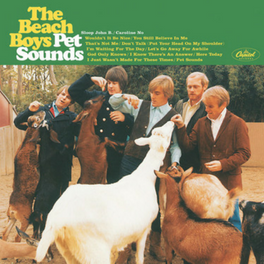 The
Beach
Boys Pet
Sounds
Sloop John B. / Caroline No
Wouldn't It Be Nice / You Still Believe In Me
That's Not Me / Don't Talk (Put Your Head On My Shoulder)
I'm Waiting For The Day / Let's Go Away For Awhile
God Only Knows / I Know There's An Answer / Here Today
I Just Wasn't Made For These Times / Pet Sounds
Capitol